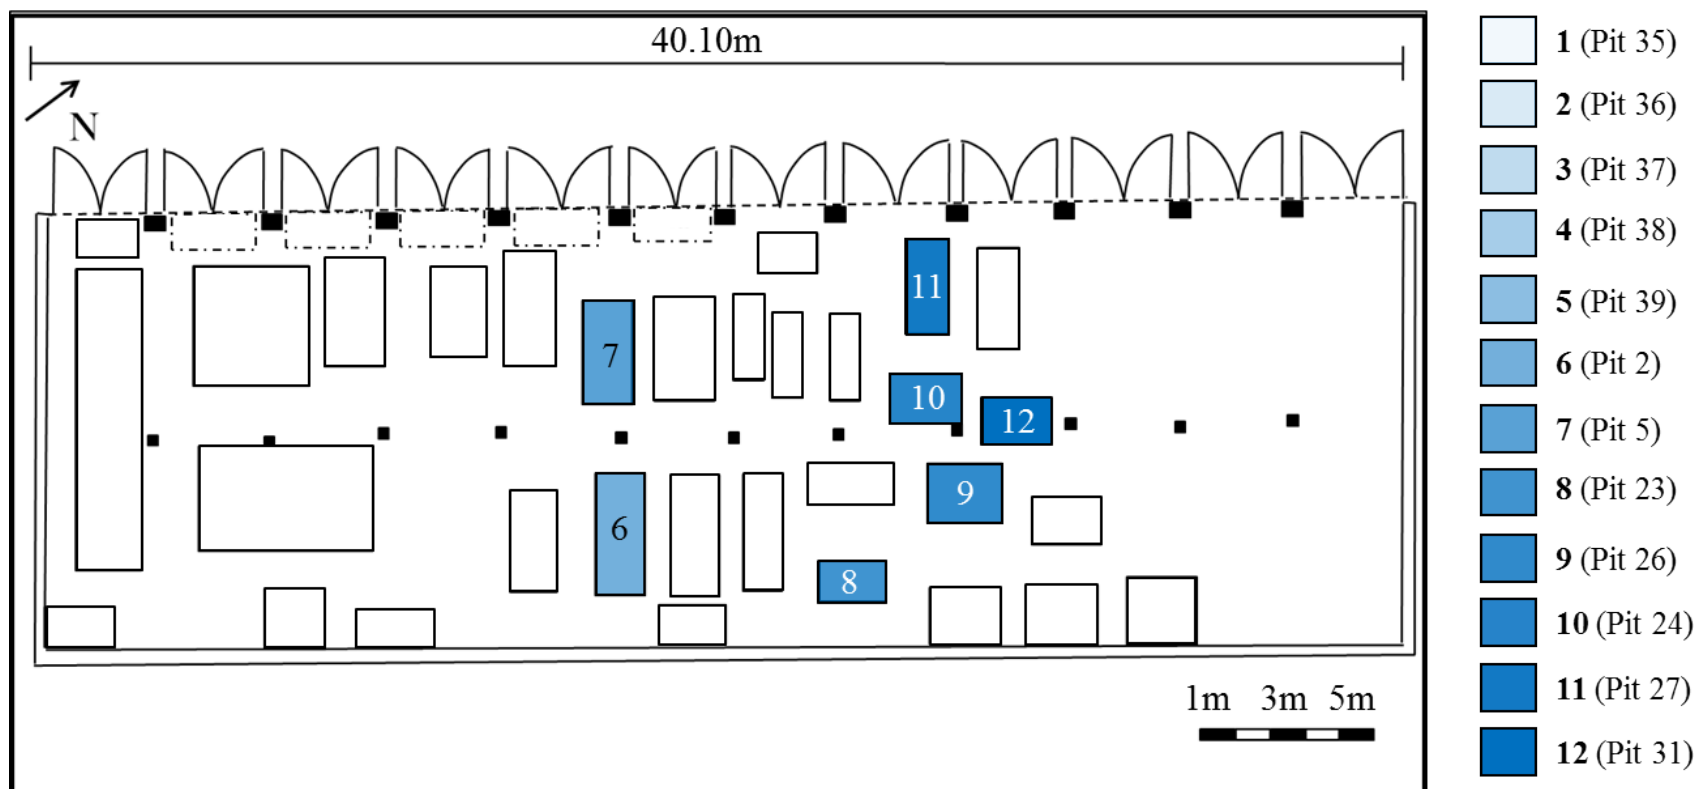 40.10m
N
11
7
10
12
9
6
8
1m 3m 5m
1 (Pit 35)
2 (Pit 36)
3 (Pit 37)
4 (Pit 38)
5 (Pit 39)
6 (Pit 2)
7 (Pit 5)
8 (Pit 23)
9 (Pit 26)
10 (Pit 24)
11 (Pit 27)
12 (Pit 31)